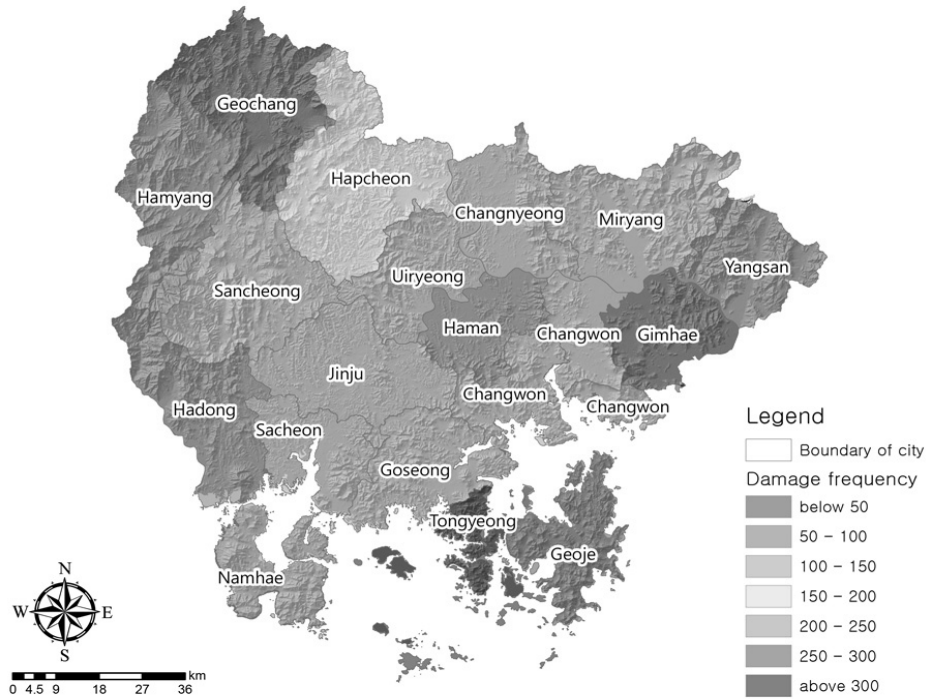 Geochang
Hapcheon
Hamyang
Changnyeong
Miryang
Yangsan
Uiryeong
Sancheong
Haman
Changwon
Gimhae
Jinju
Changwon
Changwon
Hadong
Sacheon
Goseong
Tongyeong
Geoje
Namhae
Legend
Boundary of city
Damage frequency
below 50
50 - 100
100 - 150
150 - 200
200 - 250
250 - 300
above 300
N
W E
S
km
0 4.5 9 18 27 36